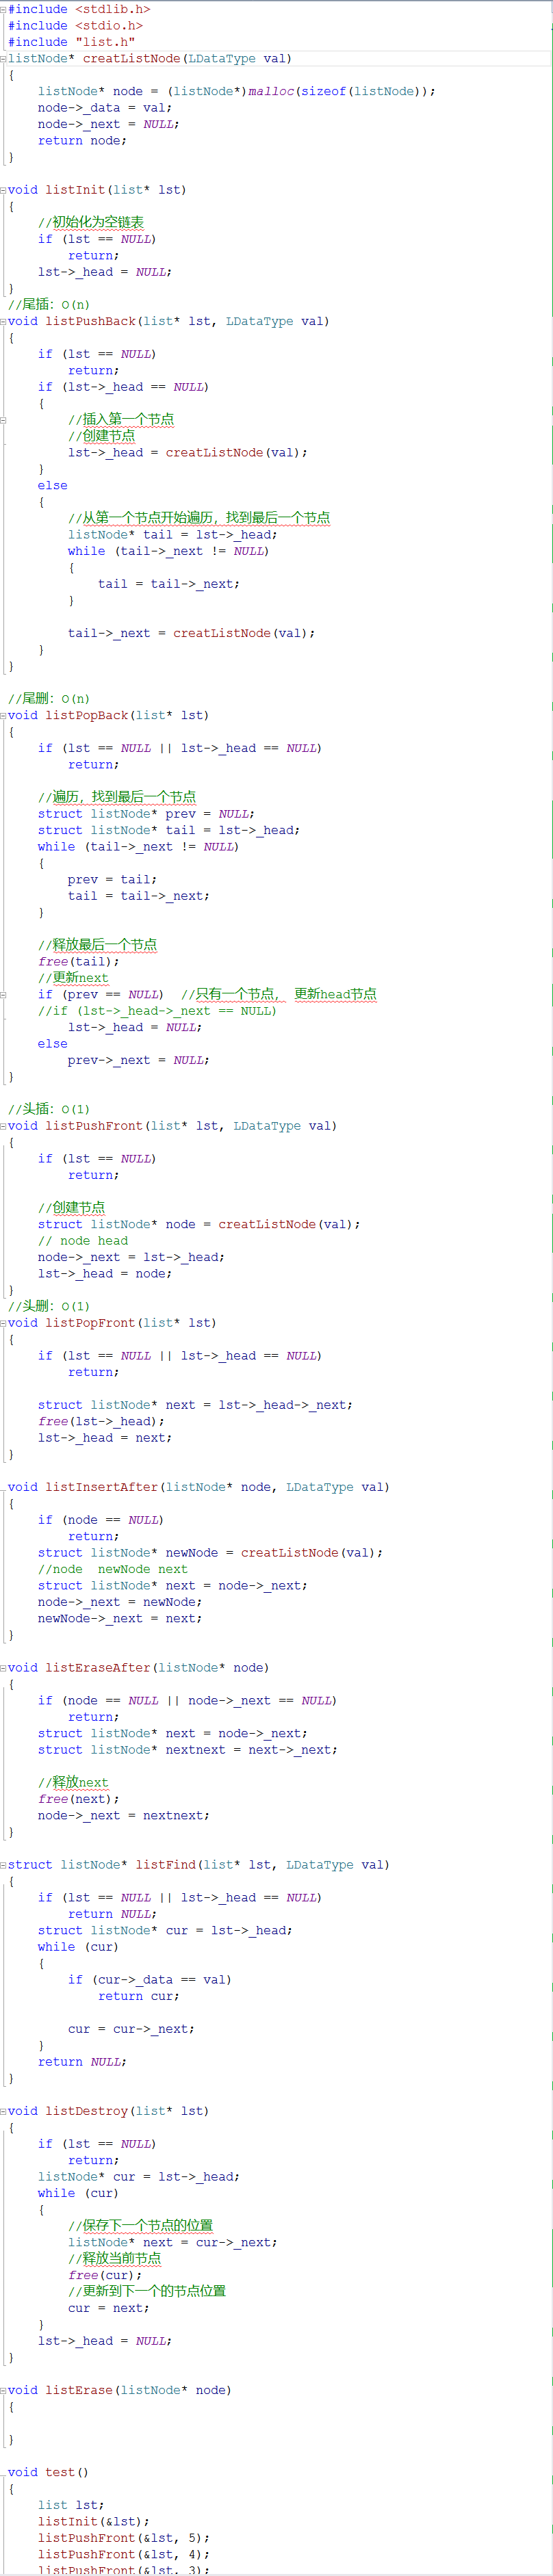 #include <stdlib.h>
#include <stdio.h>
#include "list.h"
listNode* creatListNode(LDataType val)
{
    listNode* node = (listNode*)malloc(sizeof(listNode));
    node->_data = val;
    node->_next = NULL;
    return node;
}

void listInit(list* lst)
{
    //初始化为空链表
    if (lst == NULL)
        return;
    lst->_head = NULL;
}
//尾插：O(n)
void listPushBack(list* lst, LDataType val)
{
    if (lst == NULL)
        return;
    if (lst->_head == NULL)
    {
        //插入第一个节点
        //创建节点
        lst->_head = creatListNode(val);
    }
    else
    {
        //从第一个节点开始遍历，找到最后一个节点
        listNode* tail = lst->_head;
        while (tail->_next != NULL)
        {
            tail = tail->_next;
        }

        tail->_next = creatListNode(val);
    }
}

//尾删：O(n)
void listPopBack(list* lst)
{
    if (lst == NULL || lst->_head == NULL)
        return;

    //遍历，找到最后一个节点
    struct listNode* prev = NULL;
    struct listNode* tail = lst->_head;
    while (tail->_next != NULL)
    {
        prev = tail;
        tail = tail->_next;
    }

    //释放最后一个节点
    free(tail);
    //更新next
    if (prev == NULL)  //只有一个节点， 更新head节点
    //if (lst->_head->_next == NULL)
        lst->_head = NULL;
    else
        prev->_next = NULL;
}

//头插：O(1)
void listPushFront(list* lst, LDataType val)
{
    if (lst == NULL)
        return;

    //创建节点
    struct listNode* node = creatListNode(val);
    // node head
    node->_next = lst->_head;
    lst->_head = node;
}
//头删：O(1)
void listPopFront(list* lst)
{
    if (lst == NULL || lst->_head == NULL)
        return;

    struct listNode* next = lst->_head->_next;
    free(lst->_head);
    lst->_head = next;
}

void listInsertAfter(listNode* node, LDataType val)
{
    if (node == NULL)
        return;
    struct listNode* newNode = creatListNode(val);
    //node  newNode next
    struct listNode* next = node->_next;
    node->_next = newNode;
    newNode->_next = next;
}

void listEraseAfter(listNode* node)
{
    if (node == NULL || node->_next == NULL)
        return;
    struct listNode* next = node->_next;
    struct listNode* nextnext = next->_next;

    //释放next
    free(next);
    node->_next = nextnext;
}

struct listNode* listFind(list* lst, LDataType val)
{
    if (lst == NULL || lst->_head == NULL)
        return NULL;
    struct listNode* cur = lst->_head;
    while (cur)
    {
        if (cur->_data == val)
            return cur;

        cur = cur->_next;
    }
    return NULL;
}

void listDestroy(list* lst)
{
    if (lst == NULL)
        return;
    listNode* cur = lst->_head;
    while (cur)
    {
        //保存下一个节点的位置
        listNode* next = cur->_next;
        //释放当前节点
        free(cur);
        //更新到下一个的节点位置
        cur = next;
    }
    lst->_head = NULL;
}

void listErase(listNode* node)
{

}

void test()
{
    list lst;
    listInit(&lst);
    listPushFront(&lst, 5);
    listPushFront(&lst, 4);
    listPushFront(&lst, 3);